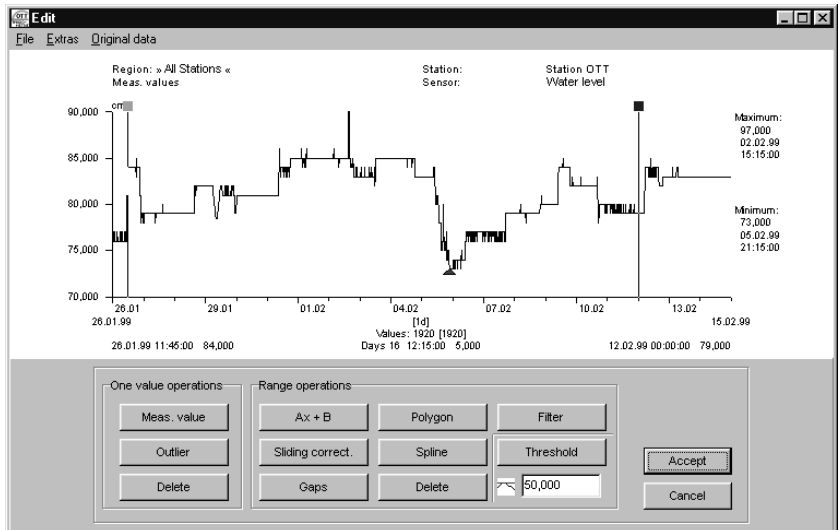 OTT Edit
File Extras Original data
Region: » All Stations « Station: Station OTT
Meas. values Sensor: Water level
cm
90,000
85,000
80,000
75,000
70,000
Maximum:
97,000
02.02.99
15:15:00
Minimum:
73,000
05.02.99
21:15:00
26.01 29.01 01.02 04.02 07.02 10.02 13.02
26.01.99 [1d] 15.02.99
Values: 1920 [1920]
26.01.99 11:45:00 84,000 Days 16 12:15:00 5,000 12.02.99 00:00:00 79,000
One value operations Range operations
Meas. value Ax + B Polygon Filter
Outlier Sliding correct. Spline Threshold
Delete Gaps Delete 50,000
Accept
Cancel